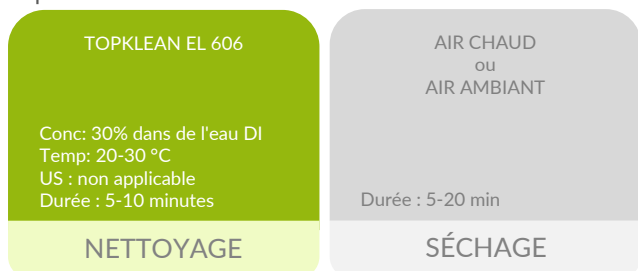 TOPKLEAN EL 606
Conc: 30% dans de l'eau DI
Temp: 20-30 °C
US : non applicable
Durée : 5-10 minutes
NETTOYAGE
AIR CHAUD
ou
AIR AMBIANT
Durée : 5-20 min
SÉCHAGE